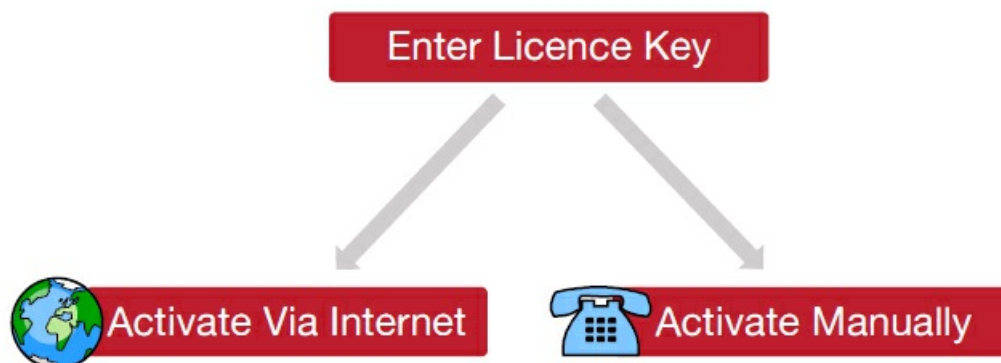 Enter Licence Key
Activate Via Internet
Activate Manually